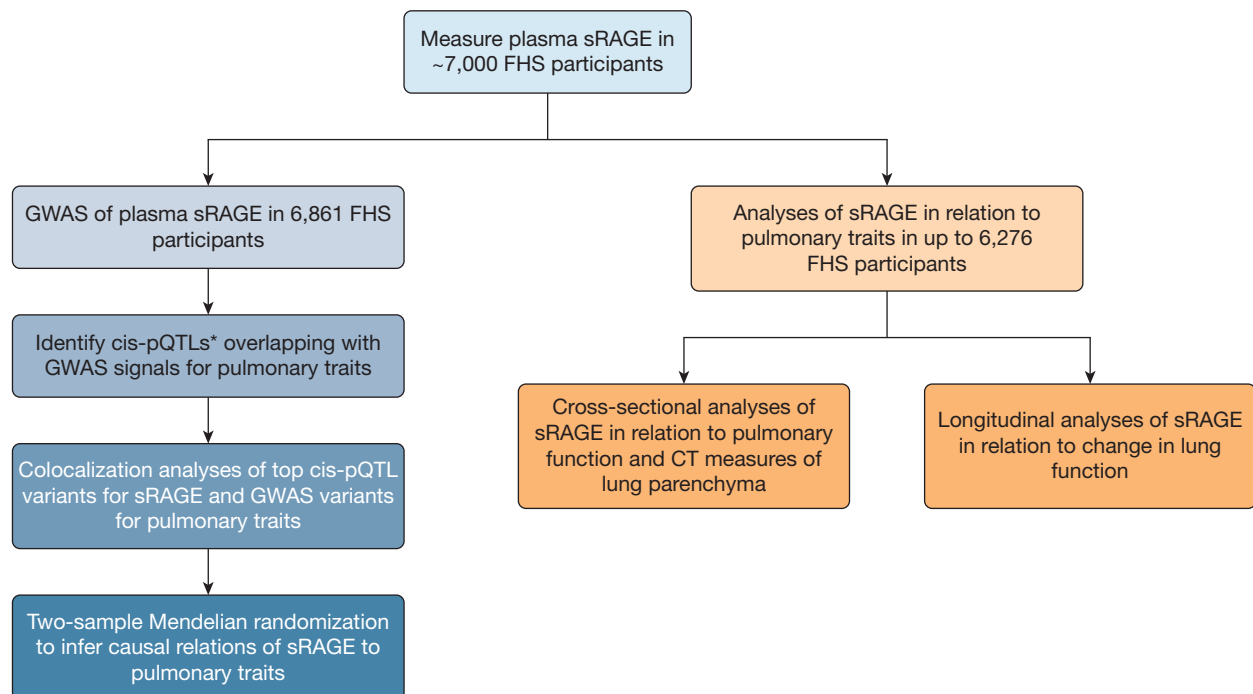 Measure plasma sRAGE in
~7,000 FHS participants
GWAS of plasma sRAGE in 6,861 FHS
participants
Analyses of sRAGE in relation to
pulmonary traits in up to 6,276
FHS participants
Identify cis-pQTLs* overlapping with
GWAS signals for pulmonary traits
Cross-sectional analyses of
sRAGE in relation to pulmonary
function and CT measures of
lung parenchyma
Longitudinal analyses of sRAGE
in relation to change in lung
function
Colocalization analyses of top cis-pQTL
variants for sRAGE and GWAS variants
for pulmonary traits
Two-sample Mendelian randomization
to infer causal relations of sRAGE to
pulmonary traits